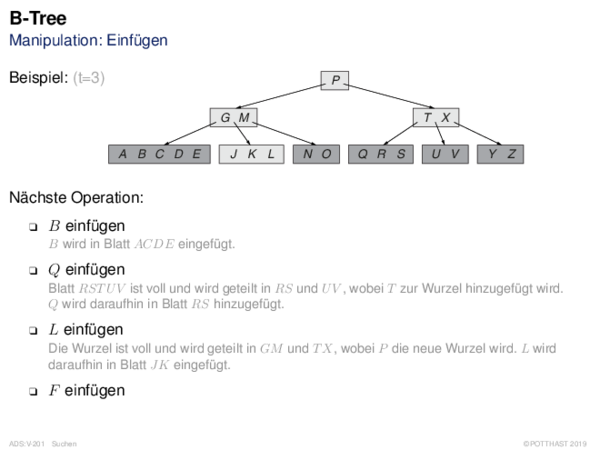 B-Tree
Manipulation: Einfügen
Beispiel: (t=3)
P
G M
T X
A B C D E
J K L
N O
Q R S
U V
Y Z
Nächste Operation:
❑ B einfügen
B wird in Blatt ACDE eingefügt.
❑ Q einfügen
Blatt RSTUV ist voll und wird geteilt in RS und UV, wobei T zur Wurzel hinzugefügt wird.
Q wird daraufhin in Blatt RS hinzugefügt.
❑ L einfügen
Die Wurzel ist voll und wird geteilt in GM und TX, wobei P die neue Wurzel wird. L wird
daraufhin in Blatt JK eingefügt.
❑ F einfügen
ADS:V-201 Suchen
©POTTHAST 2019